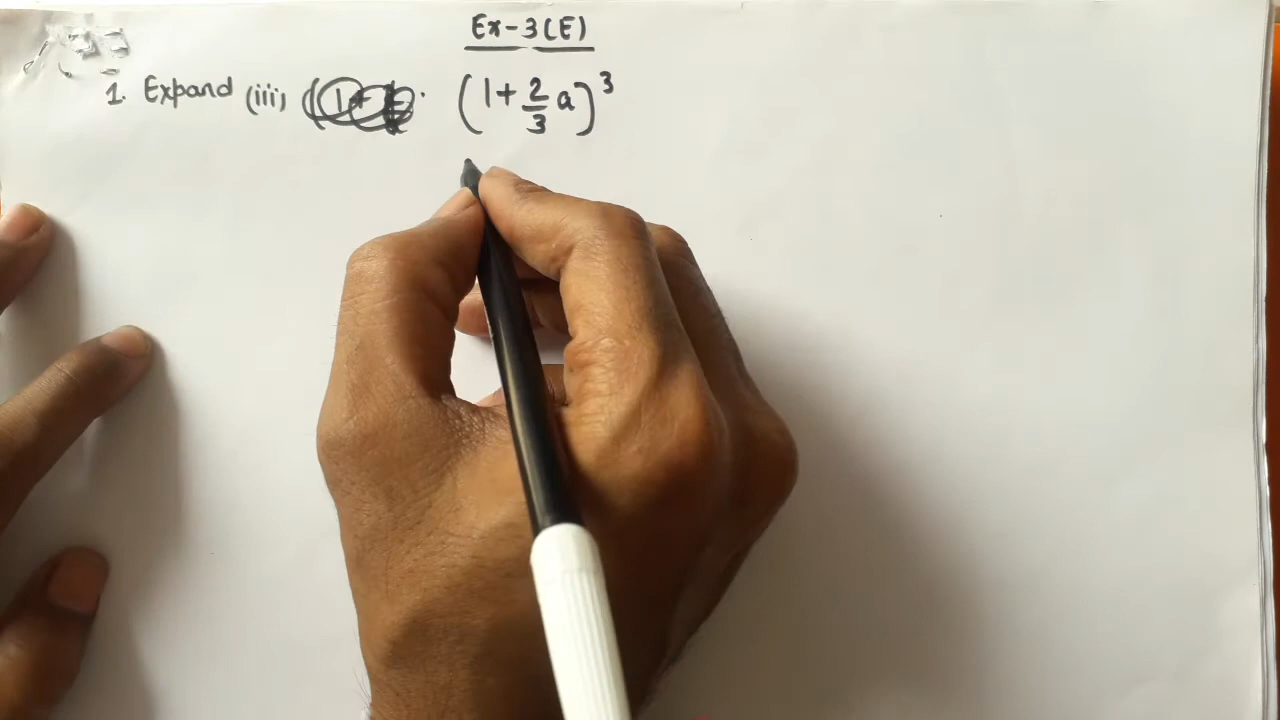 Ex-3(E)
1. Expand (iii) (1+2/3 a)³